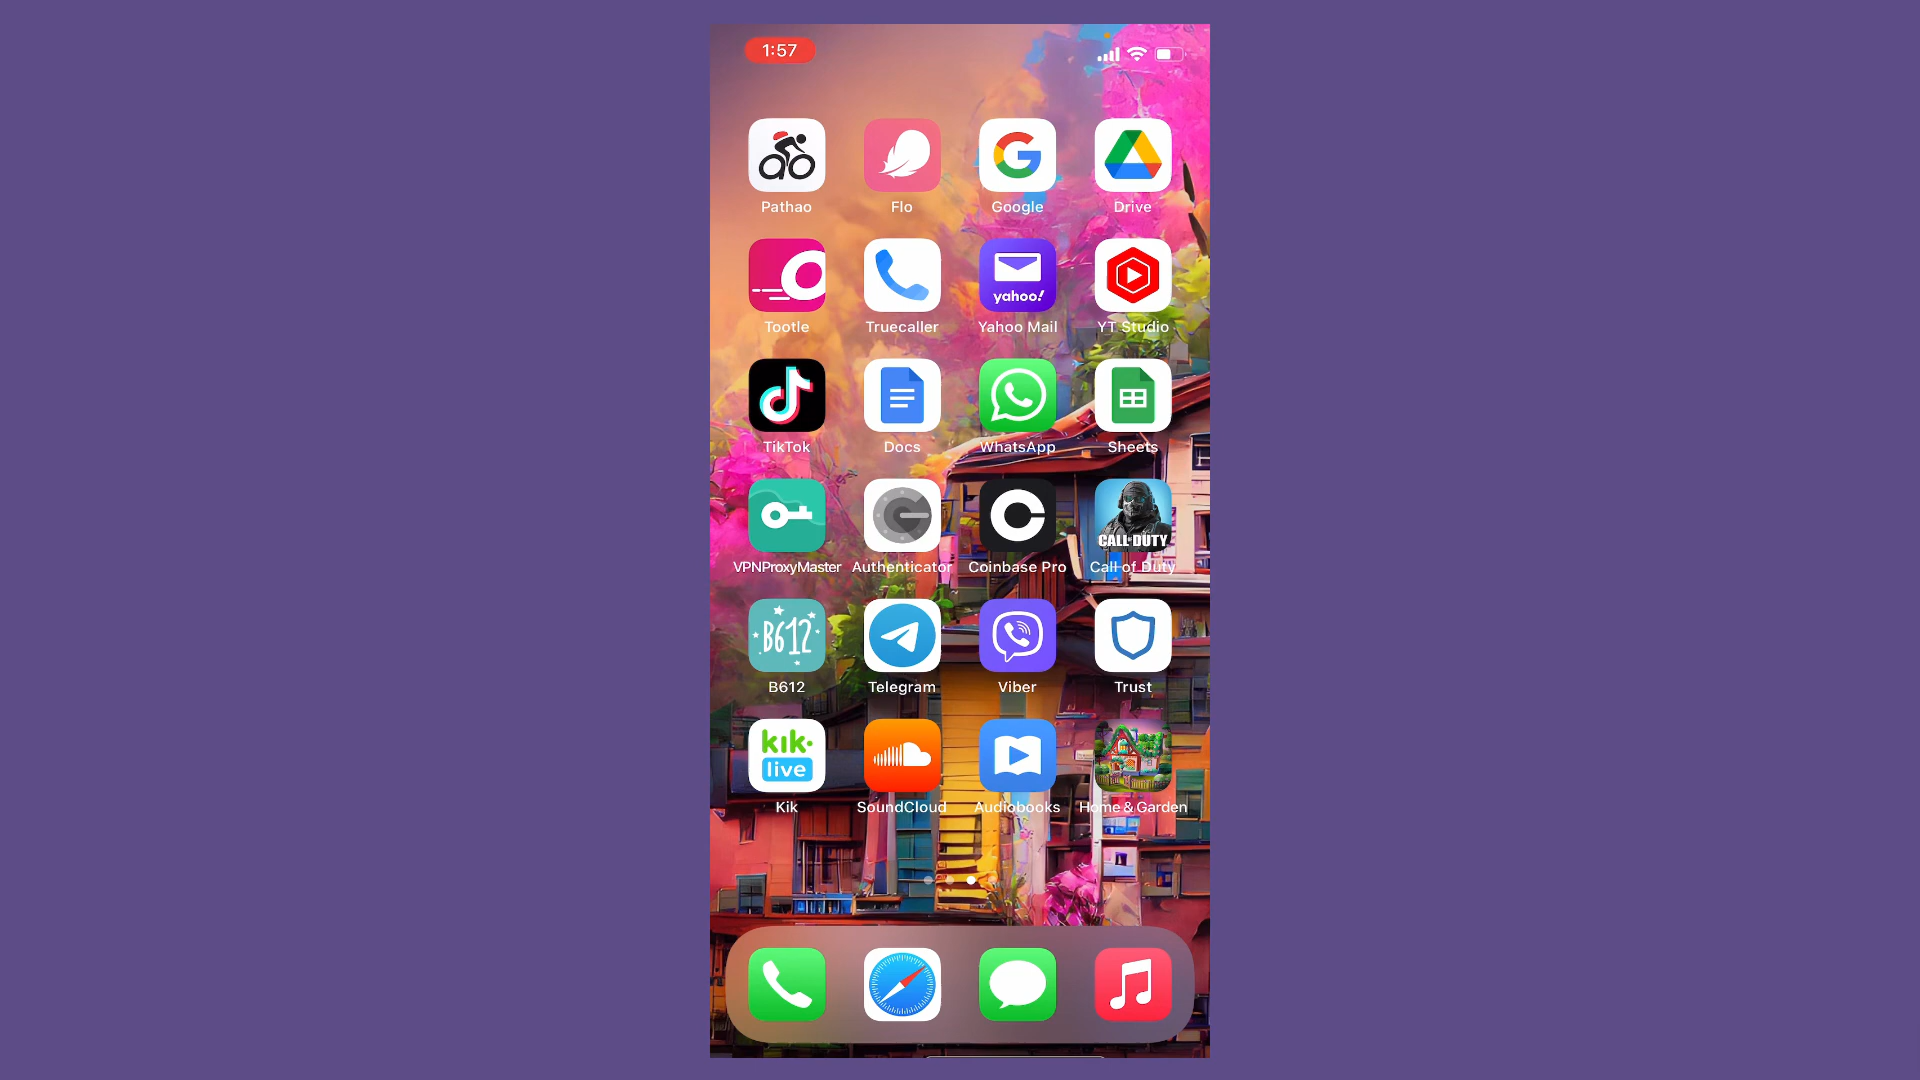 1:57
Pathao Flo Google Drive
yahoo!
Tootle Truecaller Yahoo Mail YT Studio
TikTok Docs WhatsApp Sheets
CALL OF DUTY
VPNProxyMaster Authenticator Coinbase Pro Call of Duty
B612
B612 Telegram Viber Trust
kik
live
Kik SoundCloud Audiobooks Home & Garden